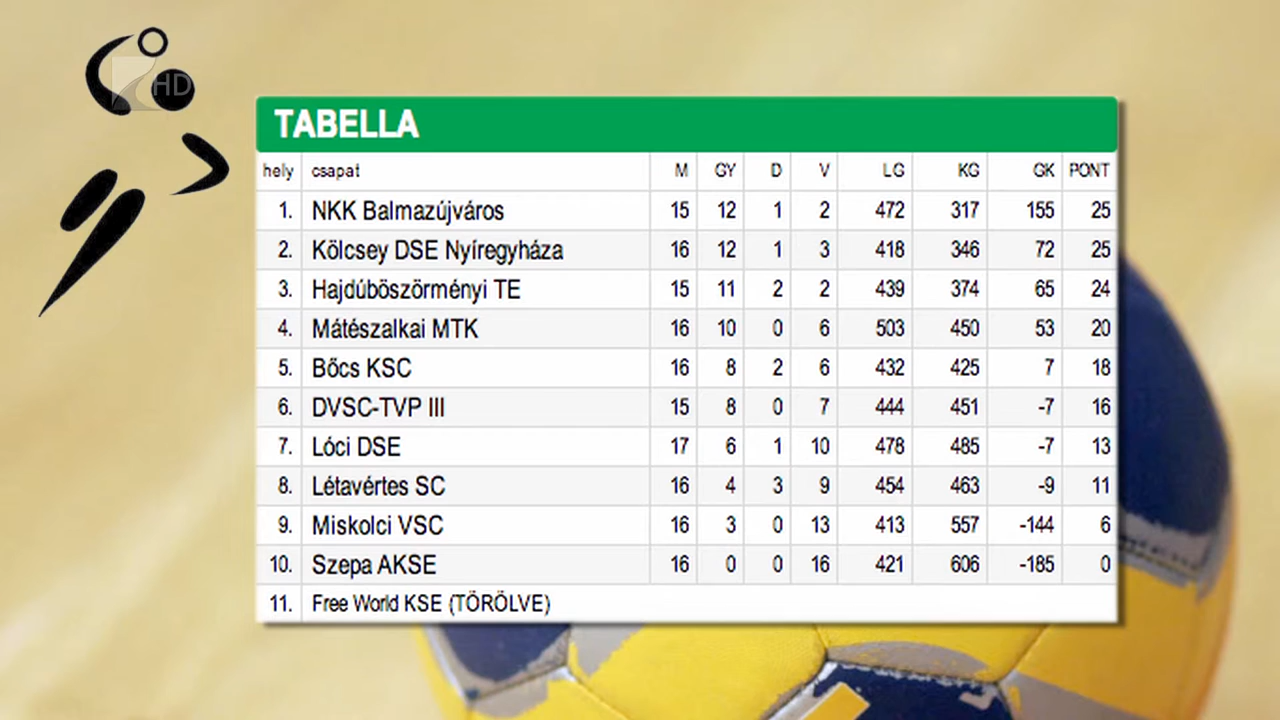 HD
TABELLA
hely csapat M GY D V LG KG GK PONT
1. NKK Balmazújváros 15 12 1 2 472 317 155 25
2. Kölcsey DSE Nyíregyháza 16 12 1 3 418 346 72 25
3. Hajdúböszörményi TE 15 11 2 2 439 374 65 24
4. Mátészalkai MTK 16 10 0 6 503 450 53 20
5. Bőcs KSC 16 8 2 6 432 425 7 18
6. DVSC-TVP III 15 8 0 7 444 451 -7 16
7. Lóci DSE 17 6 1 10 478 485 -7 13
8. Létavértes SC 16 4 3 9 454 463 -9 11
9. Miskolci VSC 16 3 0 13 413 557 -144 6
10. Szepa AKSE 16 0 0 16 421 606 -185 0
11. Free World KSE (TÖRÖLVE)